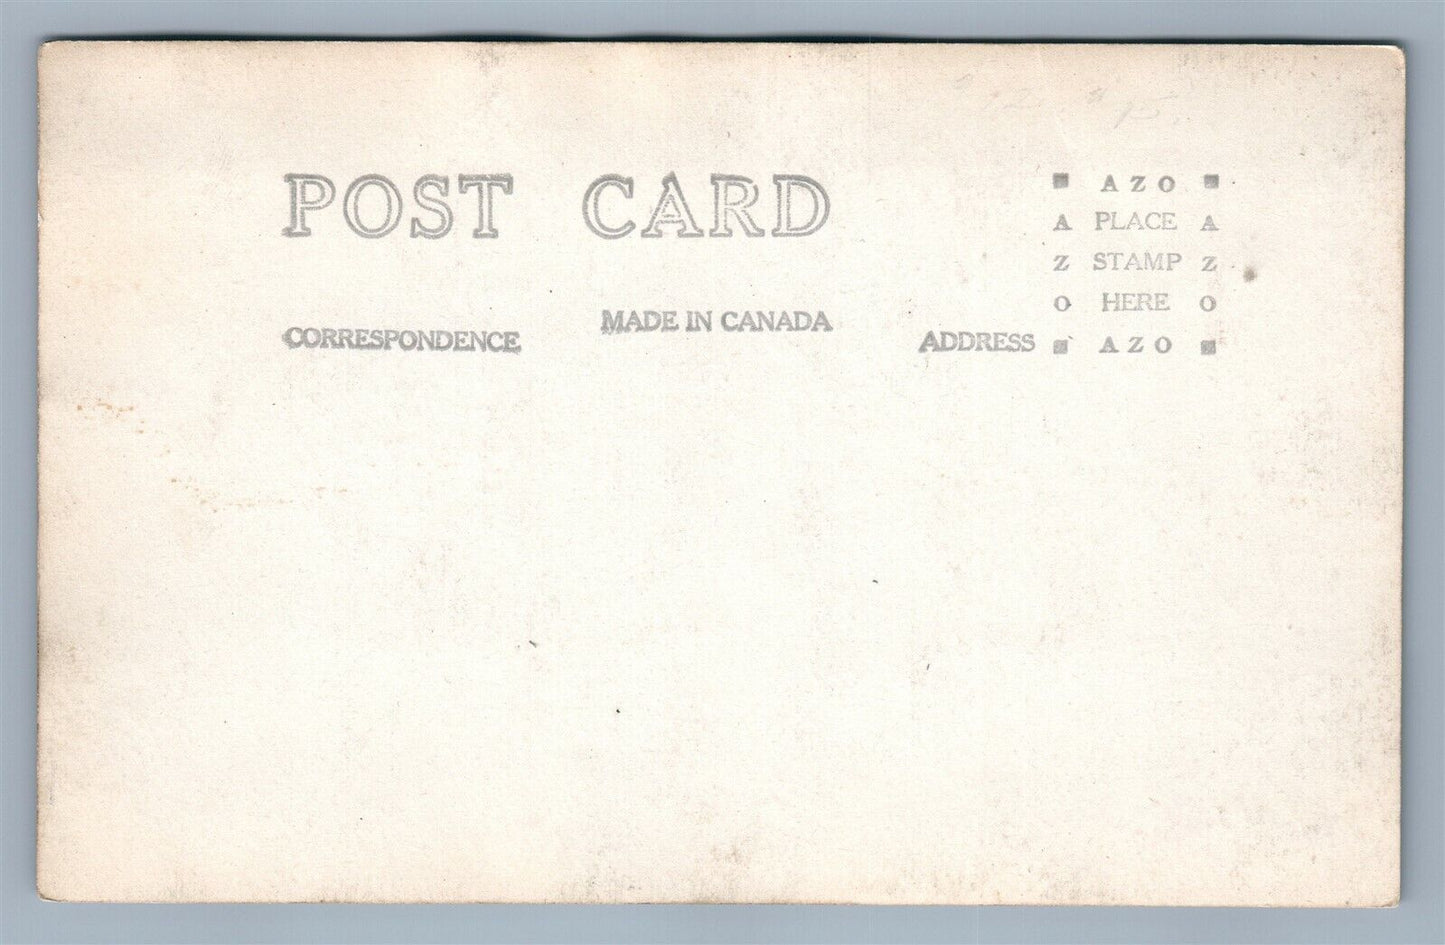 POST CARD
CORRESPONDENCE
MADE IN CANADA
ADDRESS
AZO
A PLACE A
Z STAMP Z
O HERE O
AZO